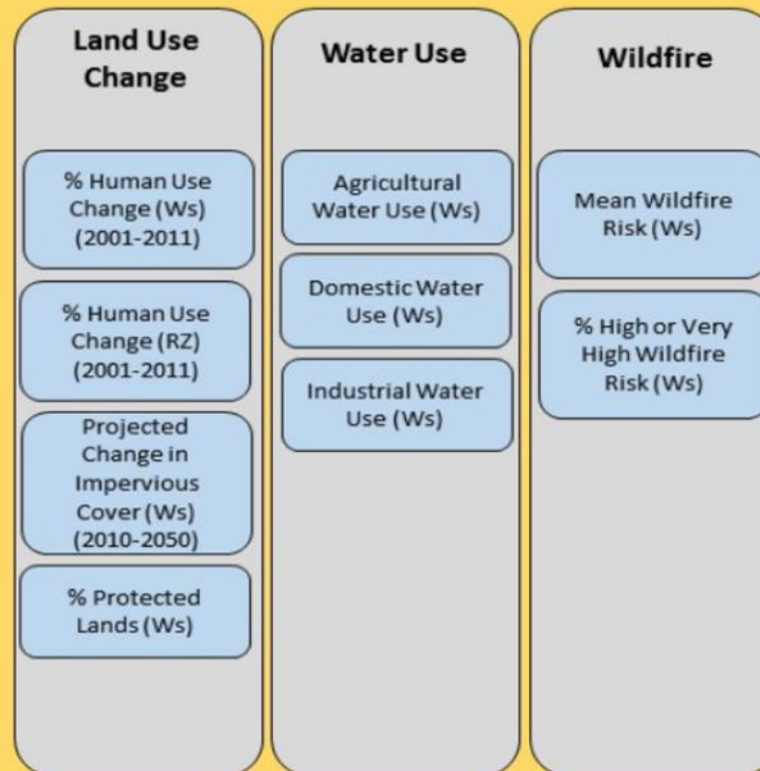 Land Use
Change
% Human Use
Change (Ws)
(2001-2011)
% Human Use
Change (RZ)
(2001-2011)
Projected
Change in
Impervious
Cover (Ws)
(2010-2050)
% Protected
Lands (Ws)
Water Use
Agricultural
Water Use (Ws)
Domestic Water
Use (Ws)
Industrial Water
Use (Ws)
Wildfire
Mean Wildfire
Risk (Ws)
% High or Very
High Wildfire
Risk (Ws)